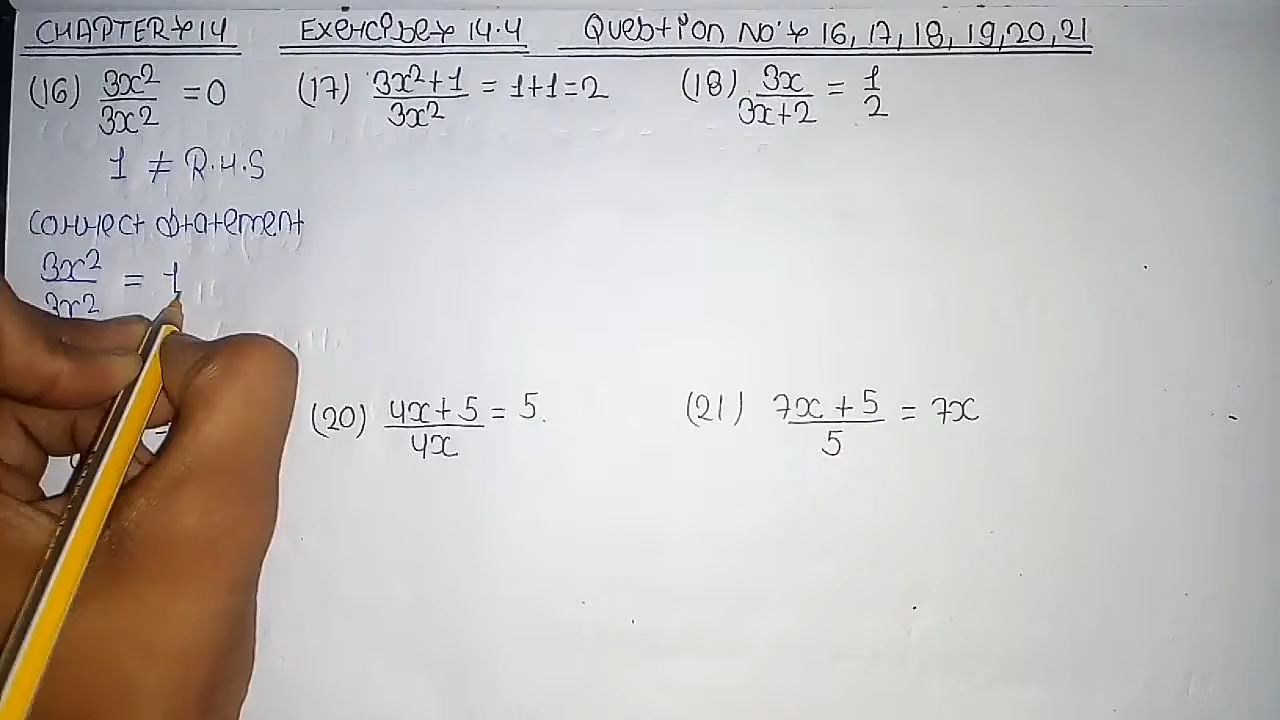 CHAPTER→14 Exercise→ 14.4 Question No:→ 16, 17, 18, 19, 20, 21
(16) 3x²/3x² = 0 (17) 3x²+1/3x² = 1+1=2 (18) 3x/3x+2 = 1/2
1 ≠ R.H.S
correct statement
3x²/3x² = 1
(20) 4x+5/4x = 5. (21) 7x+5/5 = 7x